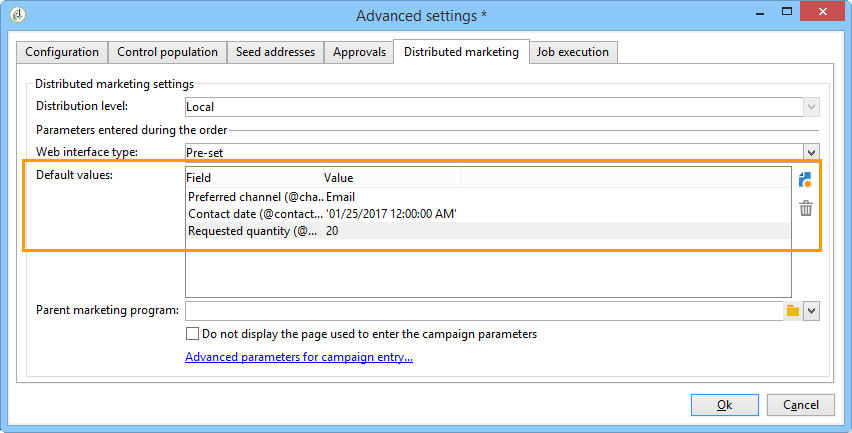 Advanced settings *
Configuration Control population Seed addresses Approvals Distributed marketing Job execution
Distributed marketing settings
Distribution level: Local
Parameters entered during the order
Web interface type: Pre-set
Default values: Field Value
Preferred channel (@cha... Email
Contact date (@contact... '01/25/2017 12:00:00 AM'
Requested quantity (@... 20
Parent marketing program:
Do not display the page used to enter the campaign parameters
Advanced parameters for campaign entry...
Ok Cancel